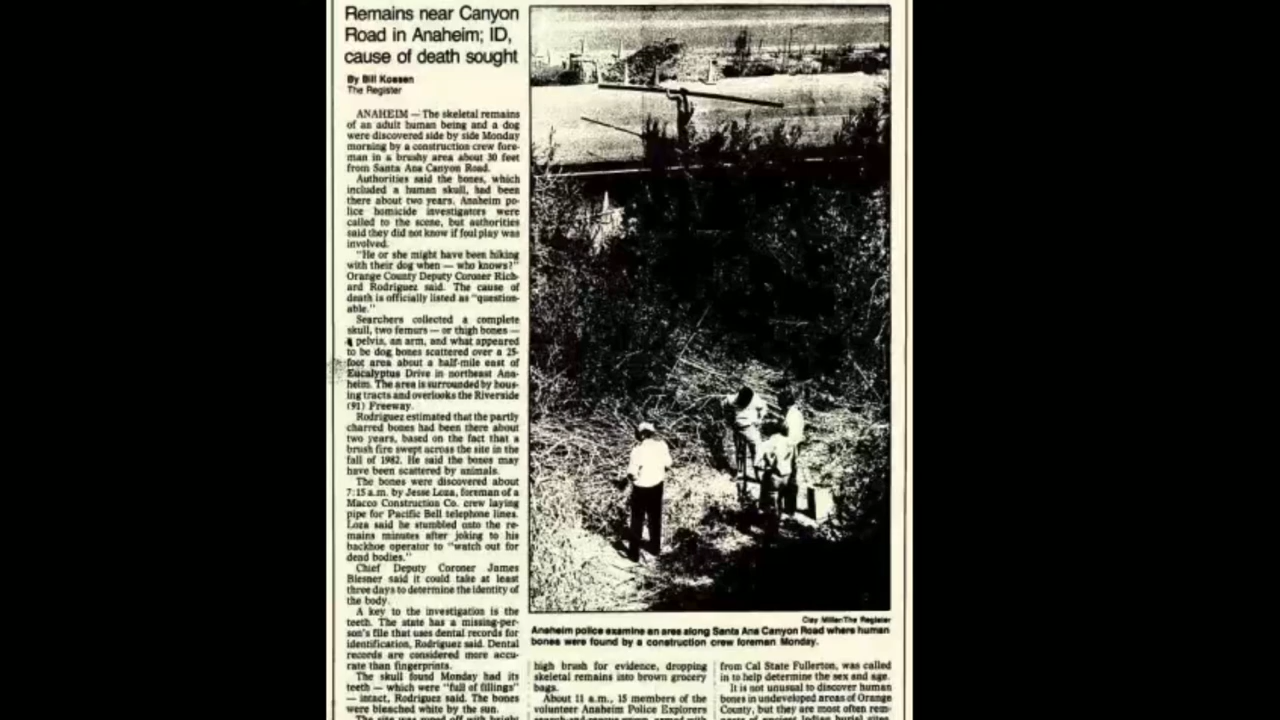 Remains near Canyon
Road in Anaheim; ID,
cause of death sought
By Bill Kossen
The Register
ANAHEIM — The skeletal remains
of an adult human being and a dog
were discovered side by side Monday
morning by a construction crew fore-
man in a brushy area about 30 feet
from Santa Ana Canyon Road.
Authorities said the bones, which
included a human skull, had been
there about two years. Anaheim po-
lice homicide investigators were
called to the scene, but authorities
said they did not know if foul play was
involved.
"He or she might have been hiking
with their dog when — who knows?"
Orange County Deputy Coroner Rich-
ard Rodriguez said. The cause of
death is officially listed as "question-
able."
Searchers collected a complete
skull, two femurs — or thigh bones —
a pelvis, an arm, and what appeared
to be dog bones scattered over a 25-
foot area about a half-mile east of
Eucalyptus Drive in northeast Ana-
heim. The area is surrounded by hous-
ing tracts and overlooks the Riverside
(91) Freeway.
Rodriguez estimated that the partly
charred bones had been there about
two years, based on the fact that a
brush fire swept across the site in the
fall of 1982. He said the bones may
have been scattered by animals.
The bones were discovered about
7:15 a.m. by Jesse Loza, foreman of a
Macco Construction Co. crew laying
pipe for Pacific Bell telephone lines.
Loza said he stumbled onto the re-
mains minutes after joking to his
backhoe operator to "watch out for
dead bodies."
Chief Deputy Coroner James
Biesner said it could take at least
three days to determine the identity of
the body.
A key to the investigation is the
teeth. The state has a missing-per-
son's file that uses dental records for
identification, Rodriguez said. Dental
records are considered more accu-
rate than fingerprints.
The skull found Monday had its
teeth — which were "full of fillings"
— intact, Rodriguez said. The bones
were bleached white by the sun.
The site was roped off with bright
Clay Miller/The Register
Anaheim police examine an area along Santa Ana Canyon Road where human
bones were found by a construction crew foreman Monday.
high brush for evidence, dropping
skeletal remains into brown grocery
bags.
About 11 a.m., 15 members of the
volunteer Anaheim Police Explorers
from Cal State Fullerton, was called
in to help determine the sex and age.
It is not unusual to discover human
bones in undeveloped areas of Orange
County, but they are most often rem-